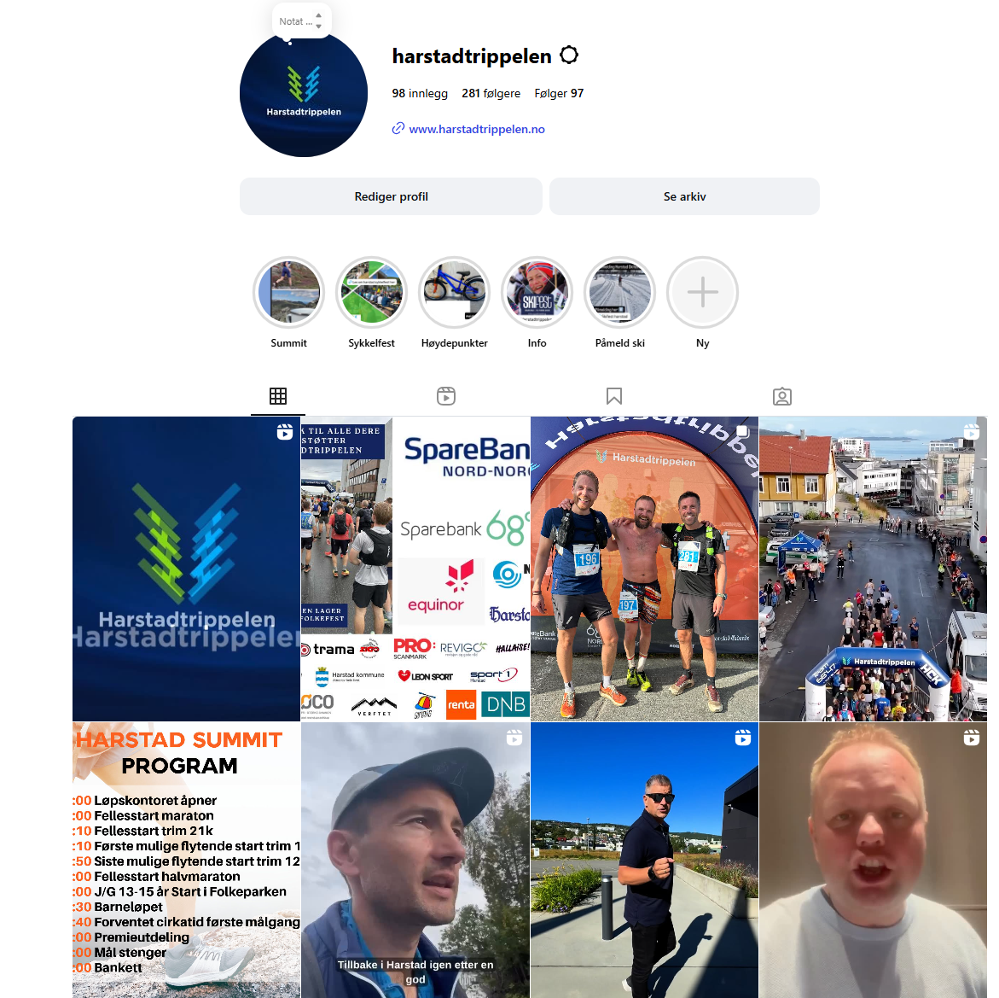 Notat ...
harstadtrippelen
98 innlegg 281 følgere Følger 97
www.harstadtrippelen.no
Harstadtrippelen
Rediger profil
Se arkiv
SKIFEST
Summit
Sykkelfest
Høydepunkter
Info
Påmeld ski
Ny
Harstadtrippelen
Harstadtrippelen
K TIL ALLE DERE
STØTTER
DTRIPPELEN
EN LAGER
FOLKEFEST
SpareBan
NORD-NOR
Sparebank 68°
equinor
N
Harsta
trama
PRO:
SCANMARK
REVIGO
HALLAISE!
Harstad kommune
LEON SPORT
sport1
Harstad
OCO
VERFTET
renta
DNB
Harstadtrippelen
Harstadtrippelen
196
197
281
68°
Harstadtrippelen
HCK
HARSTAD SUMMIT
PROGRAM
:00 Løpskontoret åpner
:00 Fellesstart maraton
:10 Fellesstart trim 21k
:10 Første mulige flytende start trim 1
:50 Siste mulige flytende start trim 12
:00 Fellesstart halvmaraton
:00 J/G 13-15 år Start i Folkeparken
:30 Barneløpet
:40 Forventet cirkatid første målgang
:00 Premieutdeling
:00 Mål stenger
:00 Bankett
Tillbake i Harstad igen etter en
god